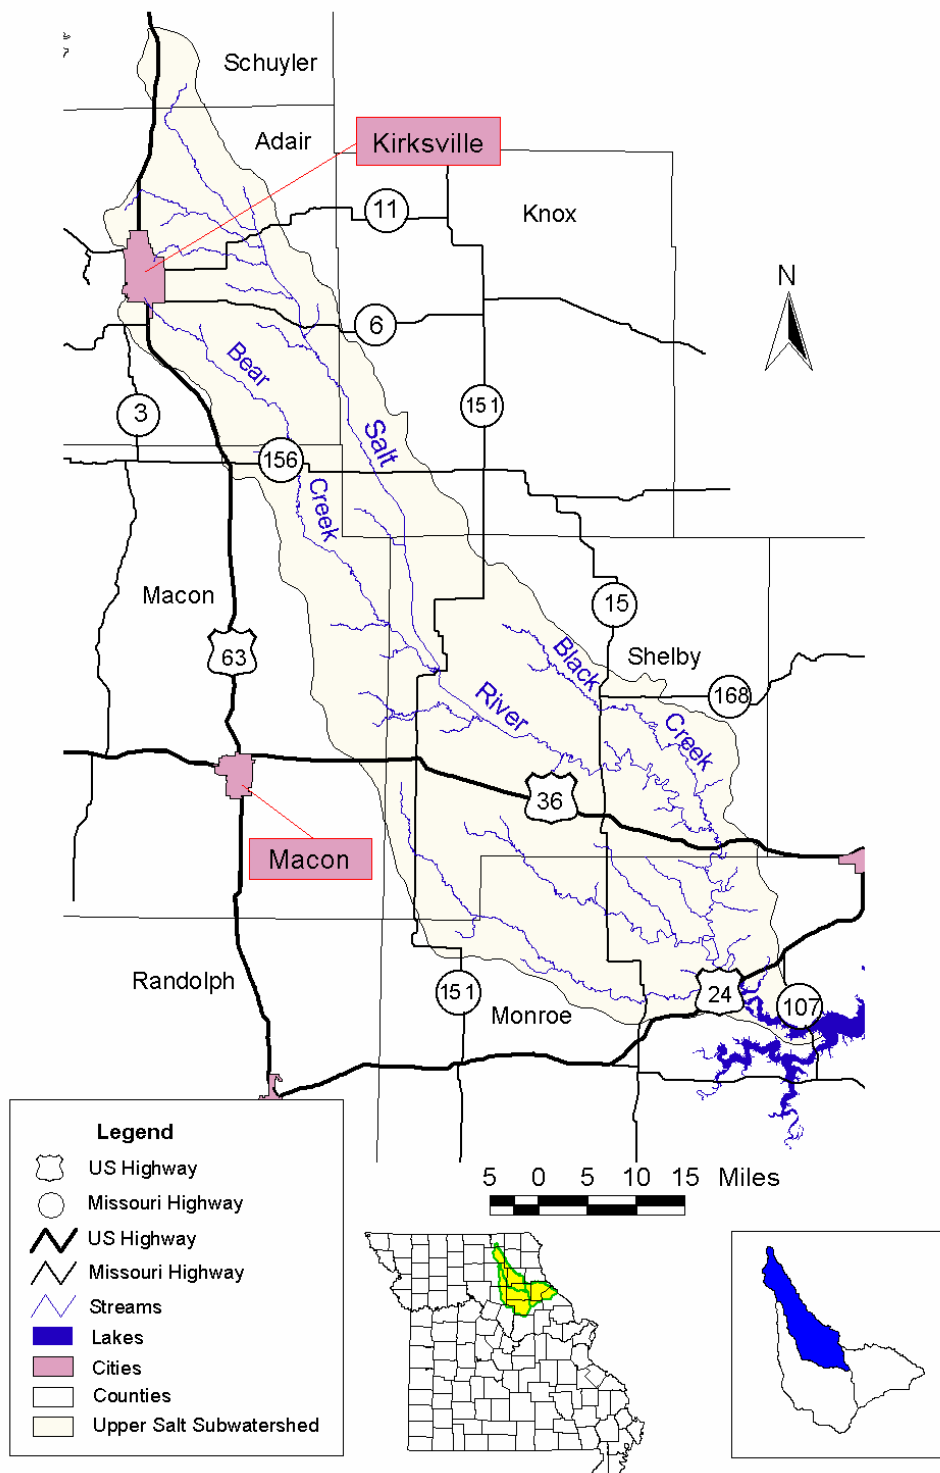 Schuyler
Adair
Kirksville
11
Knox
N
6
Bear
3
151
Salt
156
Creek
Macon
15
63
Black
Shelby
168
River
Creek
36
Macon
Randolph
151
24
107
Monroe
Legend
US Highway
Missouri Highway
US Highway
Missouri Highway
Streams
Lakes
Cities
Counties
Upper Salt Subwatershed
5 0 5 10 15 Miles